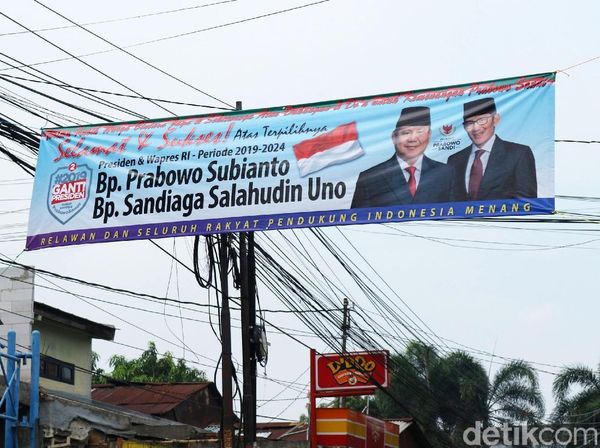 Selamat & Sukses! Atas Terpilihnya
Presiden & Wapres RI - Periode 2019-2024
Bp. Prabowo Subianto
Bp. Sandiaga Salahudin Uno
2
#2019
GANTI
PRESIDEN
PRABOWO
SANDI
RELAWAN DAN SELURUH RAKYAT PENDUKUNG INDONESIA MENANG
detikcom